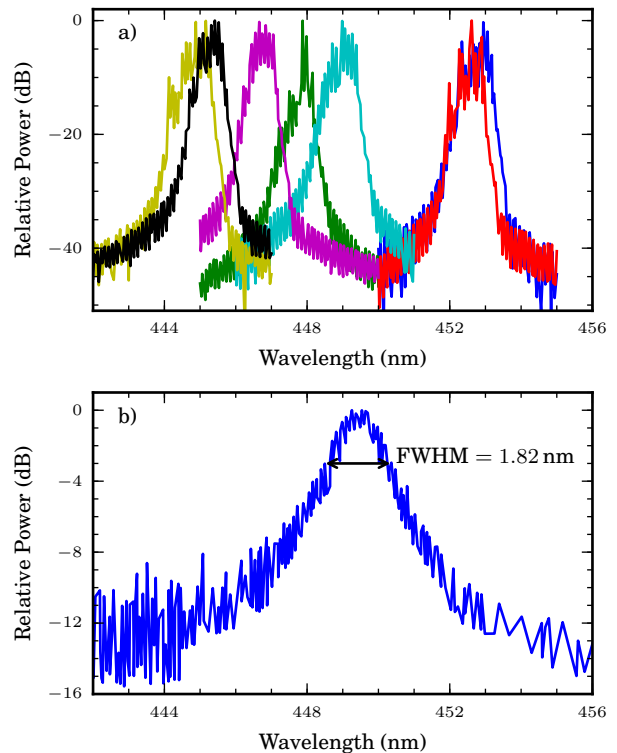 a)
0
−20
−40
Relative Power (dB)
444 448 452 456
Wavelength (nm)
b)
0
−4
−8
−12
−16
Relative Power (dB)
FWHM = 1.82 nm
444 448 452 456
Wavelength (nm)